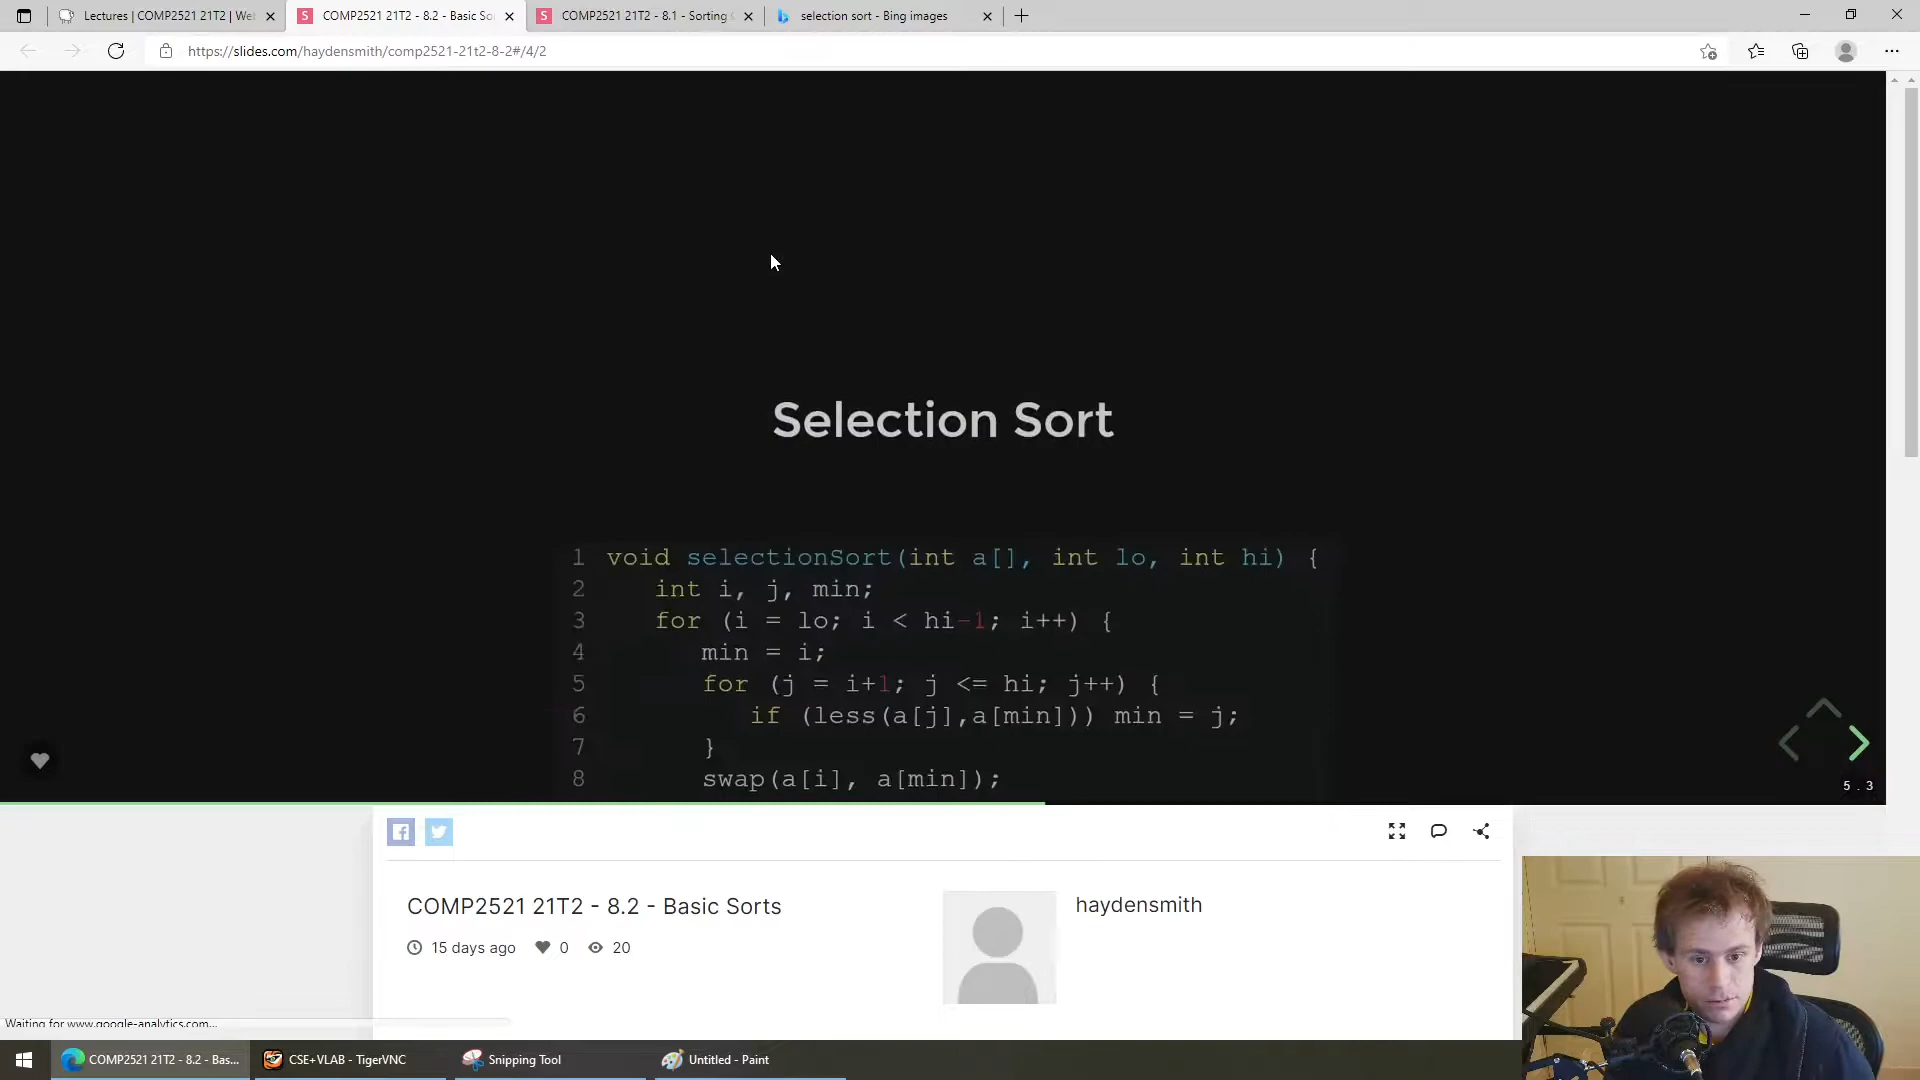 Lectures | COMP2521 21T2 | Web
COMP2521 21T2 - 8.2 - Basic So
COMP2521 21T2 - 8.1 - Sorting
selection sort - Bing images
https://slides.com/haydensmith/comp2521-21t2-8-2#/4/2
Selection Sort
1 void selectionSort(int a[], int lo, int hi) {
2 int i, j, min;
3 for (i = lo; i < hi-1; i++) {
4 min = i;
5 for (j = i+1; j <= hi; j++) {
6 if (less(a[j],a[min])) min = j;
7 }
8 swap(a[i], a[min]);
5.3
COMP2521 21T2 - 8.2 - Basic Sorts
haydensmith
15 days ago 0 20
Waiting for www.google-analytics.com...
COMP2521 21T2 - 8.2 - Bas...
CSE+VLAB - TigerVNC
Snipping Tool
Untitled - Paint